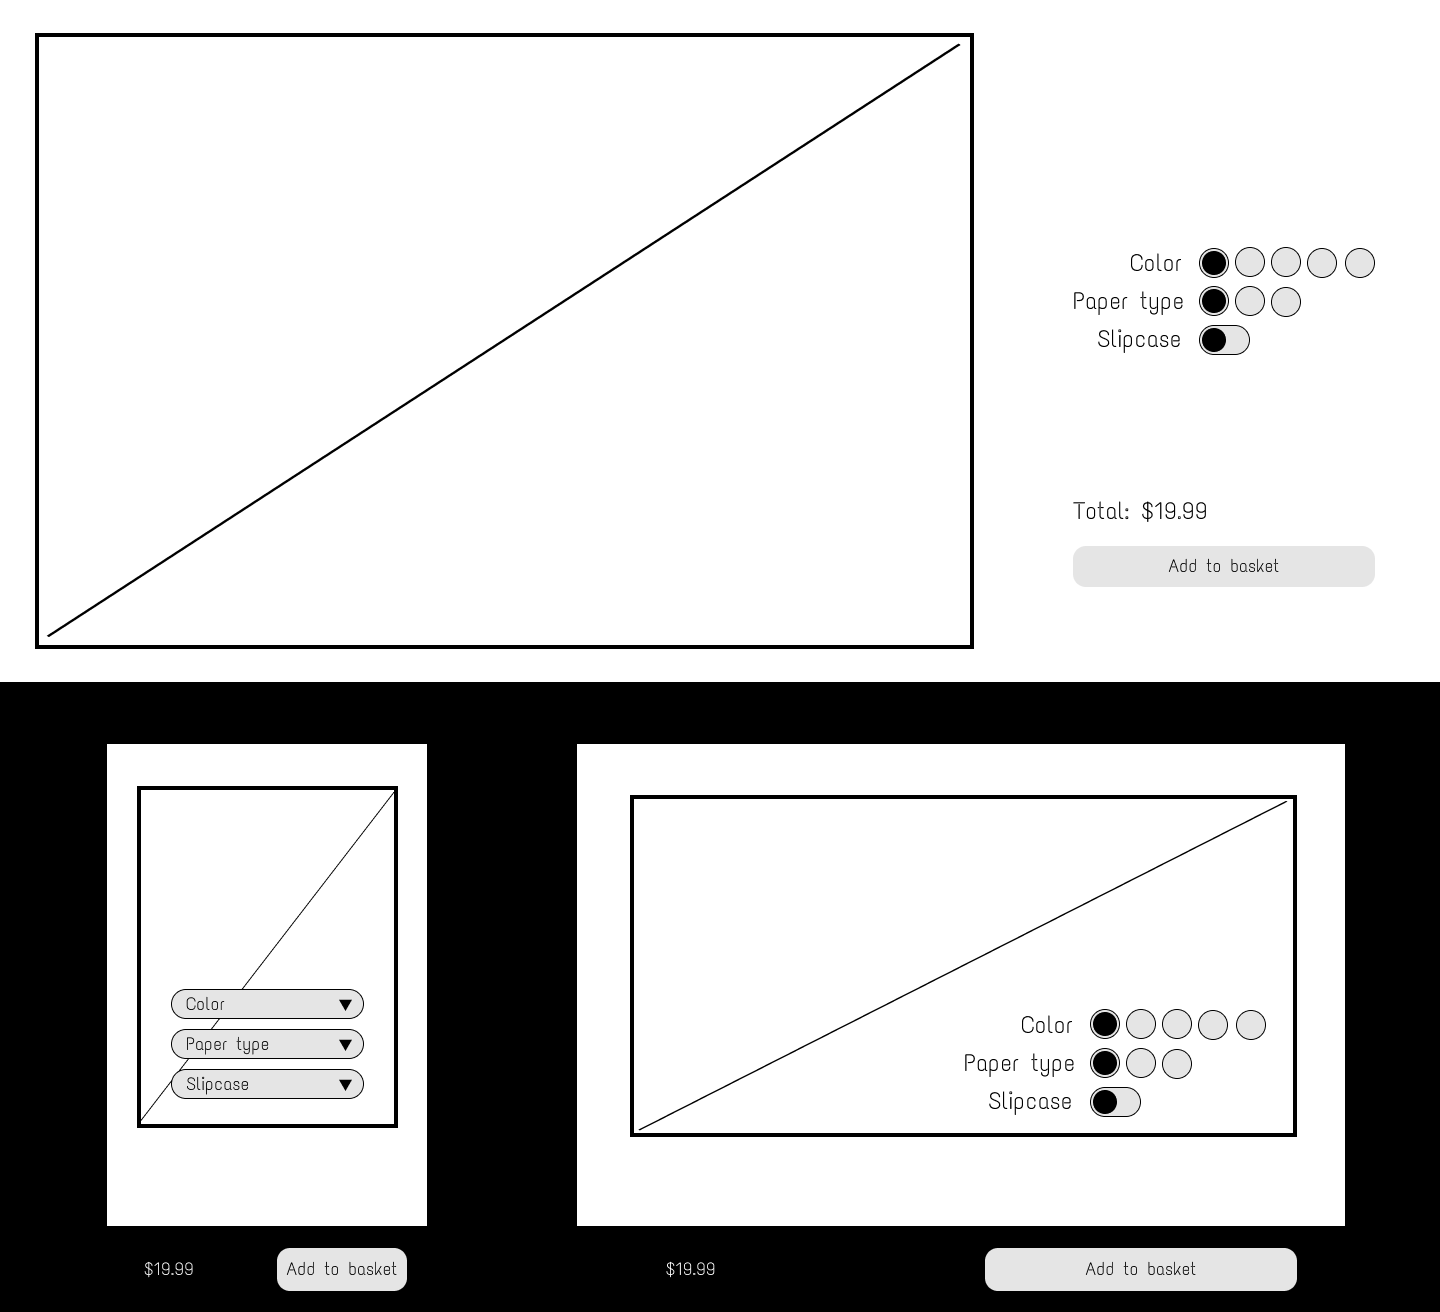 Color
Paper type
Slipcase
Total: $19.99
Add to basket
Color
Paper type
Slipcase
$19.99
Add to basket
Color
Paper type
Slipcase
$19.99
Add to basket